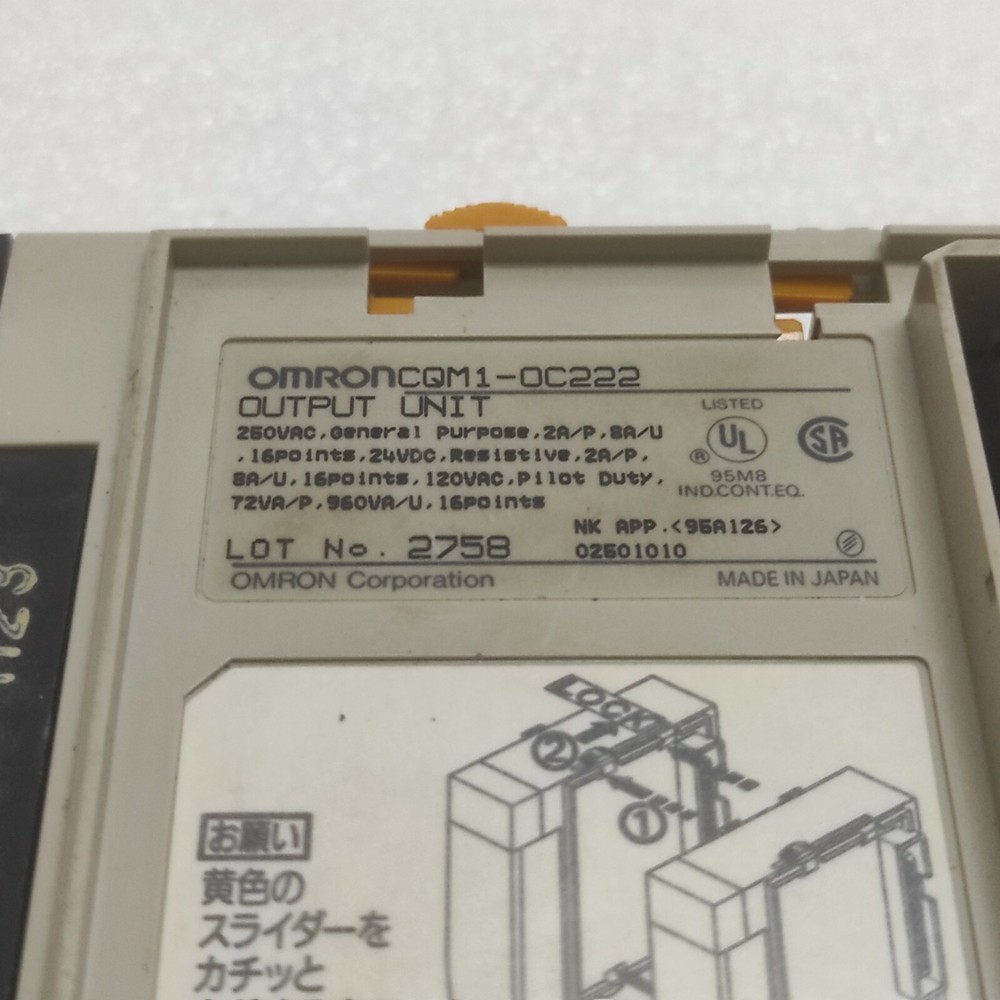 OMRON CQM1-OC222
OUTPUT UNIT
250VAC,General Purpose,2A/P,8A/U
,16points,24VDC,Resistive,2A/P,
8A/U,16points,120VAC,Pilot Duty,
72VA/P,960VA/U,16points
LISTED
UL
®
95M8
IND.CONT.EQ.
SA
NK APP.<95A126>
LOT No. 2758
02501010
OMRON Corporation
MADE IN JAPAN
LOCK
②
①
お願い
黄色の
スライダーを
カチッと